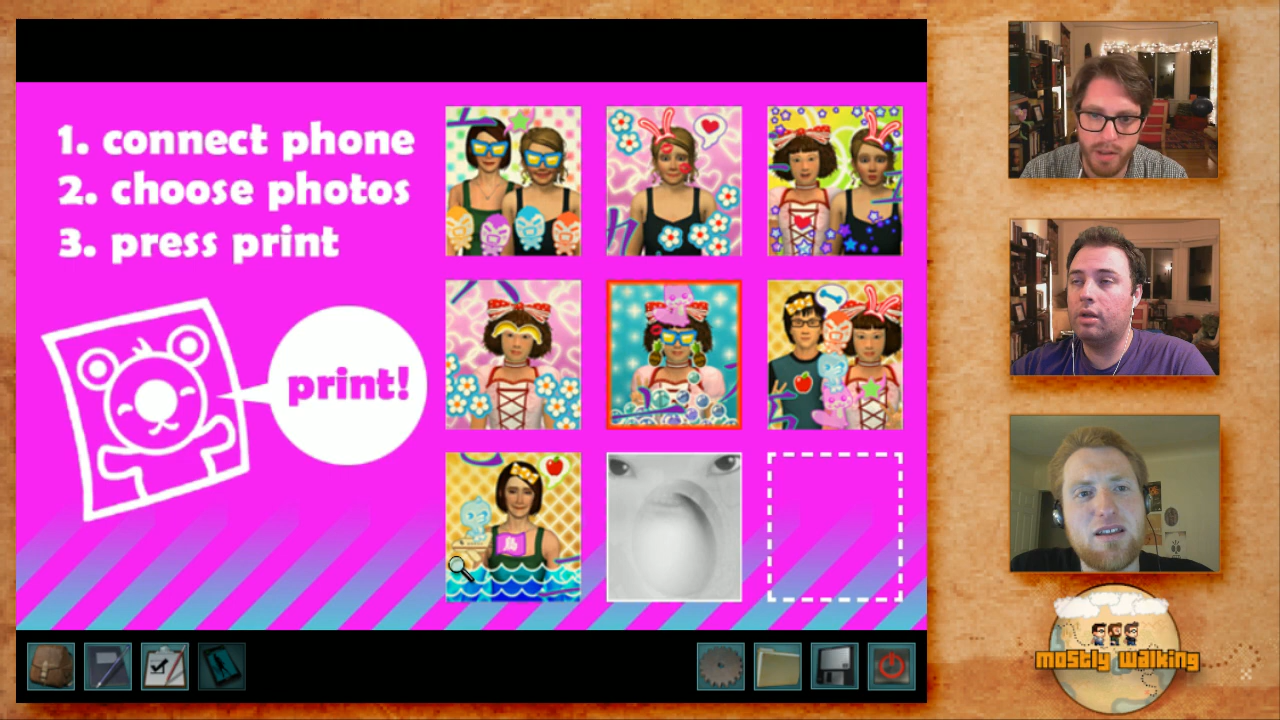 1. connect phone
2. choose photos
3. press print
print!
mostly walking